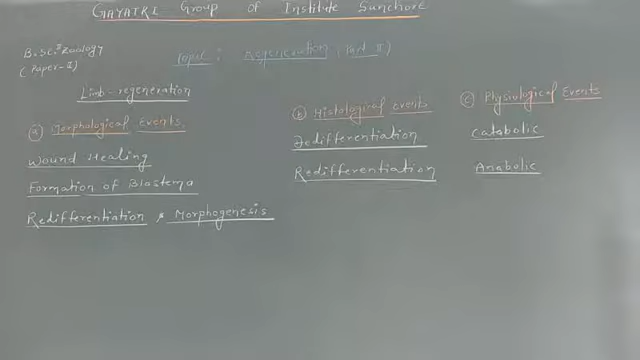 GAYATRI Group of Institute Sanchore
B.Sc. II Zoology
(Paper-II)
Topic : Regeneration (Part II)
Limb-regeneration
(a) Morphological Events
Wound Healing
Formation of Blastema
Redifferentiation & Morphogenesis
(b) Histological events
Dedifferentiation
Redifferentiation
(c) Physiological Events
Catabolic
Anabolic